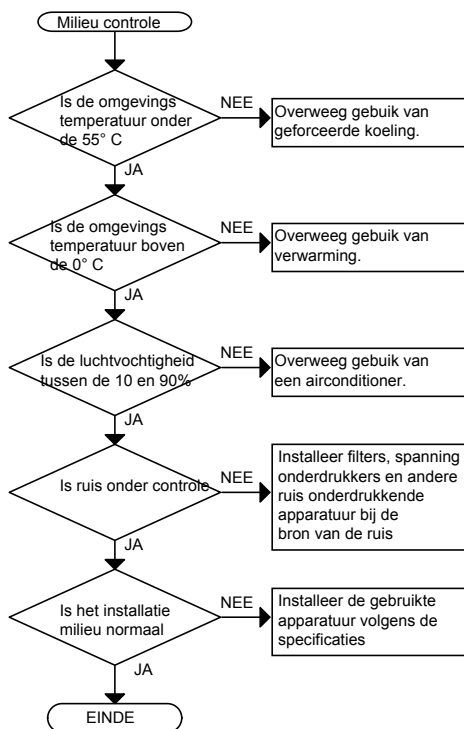 Milieu controle
Is de omgevings
temperatuur onder
de 55° C
NEE
Overweeg gebuik van
geforceerde koeling.
JA
Is de omgevings
temperatuur boven
de 0° C
NEE
Overweeg gebuik van
verwarming.
JA
Is de luchtvochtigheid
tussen de 10 en 90%
NEE
Overweeg gebuik van
een airconditioner.
JA
Is ruis onder controle
NEE
Installeer filters, spanning
onderdrukkers en andere
ruis onderdrukkende
apparatuur bij de
bron van de ruis
JA
Is het installatie
milieu normaal
NEE
Installeer de gebruikte
apparatuur volgens de
specificaties
JA
EINDE